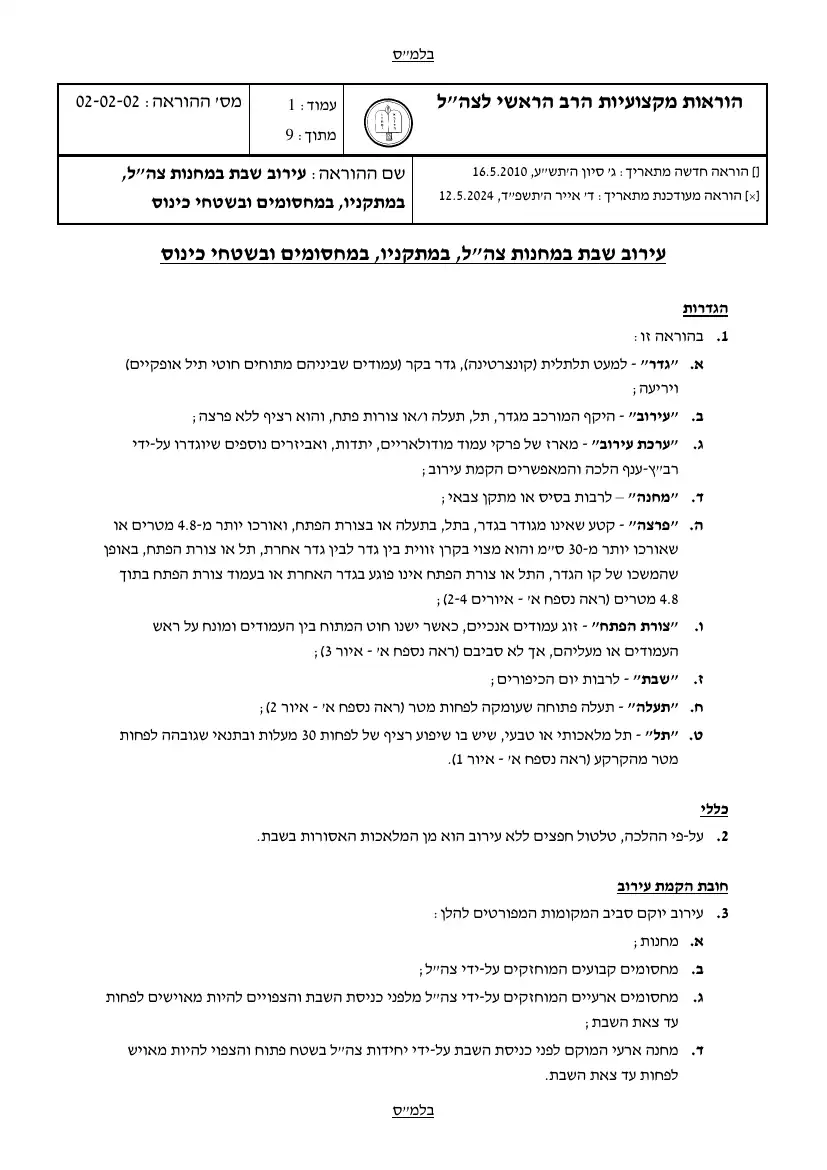 בלמ״ס
הוראות מקצועיות הרב הראשי לצה״ל
עמוד: 1
מתוך: 9
מס׳ ההוראה: 02-02-02
[] הוראה חדשה מתאריך: ג׳ סיון ה׳תש״ע, 16.5.2010
[×] הוראה מעודכנת מתאריך: ד׳ אייר ה׳תשפ״ד, 12.5.2024
שם ההוראה: עירוב שבת במחנות צה״ל,
במתקניו, במחסומים ובשטחי כינוס
עירוב שבת במחנות צה״ל, במתקניו, במחסומים ובשטחי כינוס
הגדרות
1. בהוראה זו:
א. ״גדר״ - למעט תלתלית (קונצרטינה), גדר בקר (עמודים שביניהם מתוחים חוטי תיל אופקיים)
ויריעה;
ב. ״עירוב״ - היקף המורכב מגדר, תל, תעלה ו/או צורות פתח, והוא רציף ללא פרצה;
ג. ״ערכת עירוב״ - מארז של פרקי עמוד מודולאריים, יתדות, ואביזרים נוספים שיוגדרו על-ידי
רב״ץ-ענף הלכה והמאפשרים הקמת עירוב;
ד. ״מחנה״ – לרבות בסיס או מתקן צבאי;
ה. ״פרצה״ - קטע שאינו מגודר בגדר, בתל, בתעלה או בצורת הפתח, ואורכו יותר מ-4.8 מטרים או
שאורכו יותר מ-30 ס״מ והוא מצוי בקרן זווית בין גדר לבין גדר אחרת, תל או צורת הפתח, באופן
שהמשכו של קו הגדר, התל או צורת הפתח אינו פוגע בגדר האחרת או בעמוד צורת הפתח בתוך
4.8 מטרים (ראה נספח א׳ - איורים 2-4);
ו. ״צורת הפתח״ - זוג עמודים אנכיים, כאשר ישנו חוט המתוח בין העמודים ומונח על ראש
העמודים או מעליהם, אך לא סביבם (ראה נספח א׳ - איור 3);
ז. ״שבת״ - לרבות יום הכיפורים;
ח. ״תעלה״ - תעלה פתוחה שעומקה לפחות מטר (ראה נספח א׳ - איור 2);
ט. ״תל״ - תל מלאכותי או טבעי, שיש בו שיפוע רציף של לפחות 30 מעלות ובתנאי שגובהה לפחות
מטר מהקרקע (ראה נספח א׳ - איור 1).
כללי
2. על-פי ההלכה, טלטול חפצים ללא עירוב הוא מן המלאכות האסורות בשבת.
חובת הקמת עירוב
3. עירוב יוקם סביב המקומות המפורטים להלן:
א. מחנות;
ב. מחסומים קבועים המוחזקים על-ידי צה״ל;
ג. מחסומים ארעיים המוחזקים על-ידי צה״ל מלפני כניסת השבת והצפויים להיות מאוישים לפחות
עד צאת השבת;
ד. מחנה ארעי המוקם לפני כניסת השבת על-ידי יחידות צה״ל בשטח פתוח והצפוי להיות מאויש
לפחות עד צאת השבת.
בלמ״ס